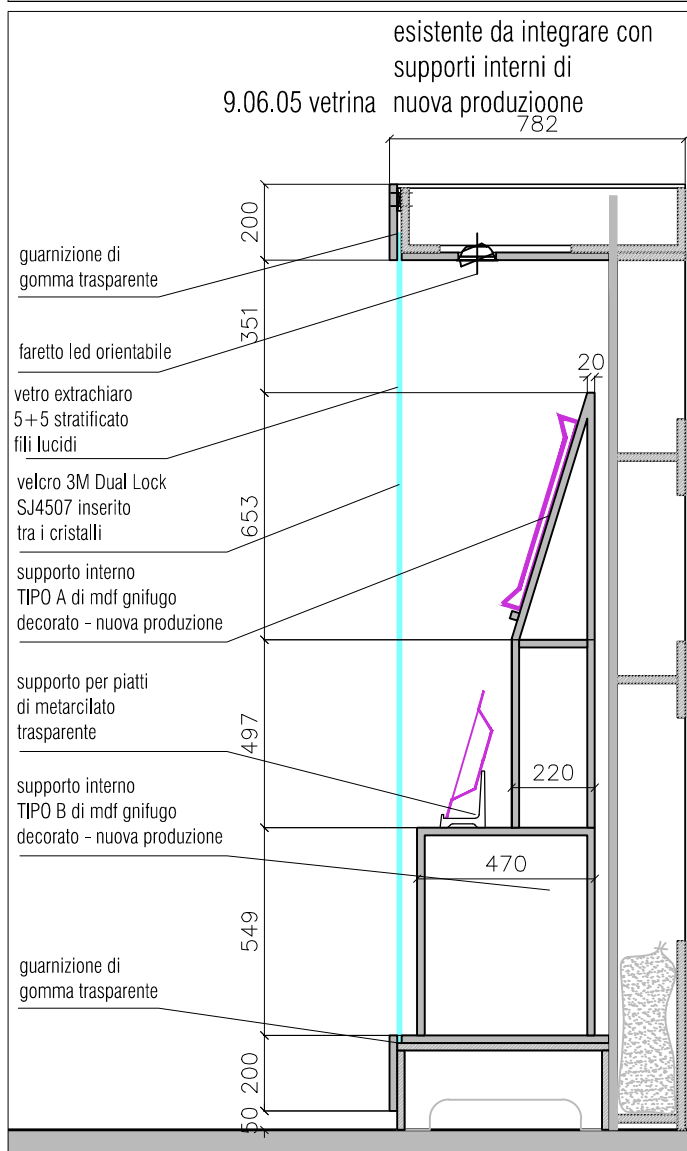 esistente da integrare con
supporti interni di
9.06.05 vetrina nuova produzioone
782
200
guarnizione di
gomma trasparente
351
faretto led orientabile
20
vetro extrachiaro
5+5 stratificato
fili lucidi
velcro 3M Dual Lock
SJ4507 inserito
tra i cristalli
653
supporto interno
TIPO A di mdf gnifugo
decorato - nuova produzione
supporto per piatti
di metarcilato
trasparente
497
220
supporto interno
TIPO B di mdf gnifugo
decorato - nuova produzione
470
549
guarnizione di
gomma trasparente
200
50